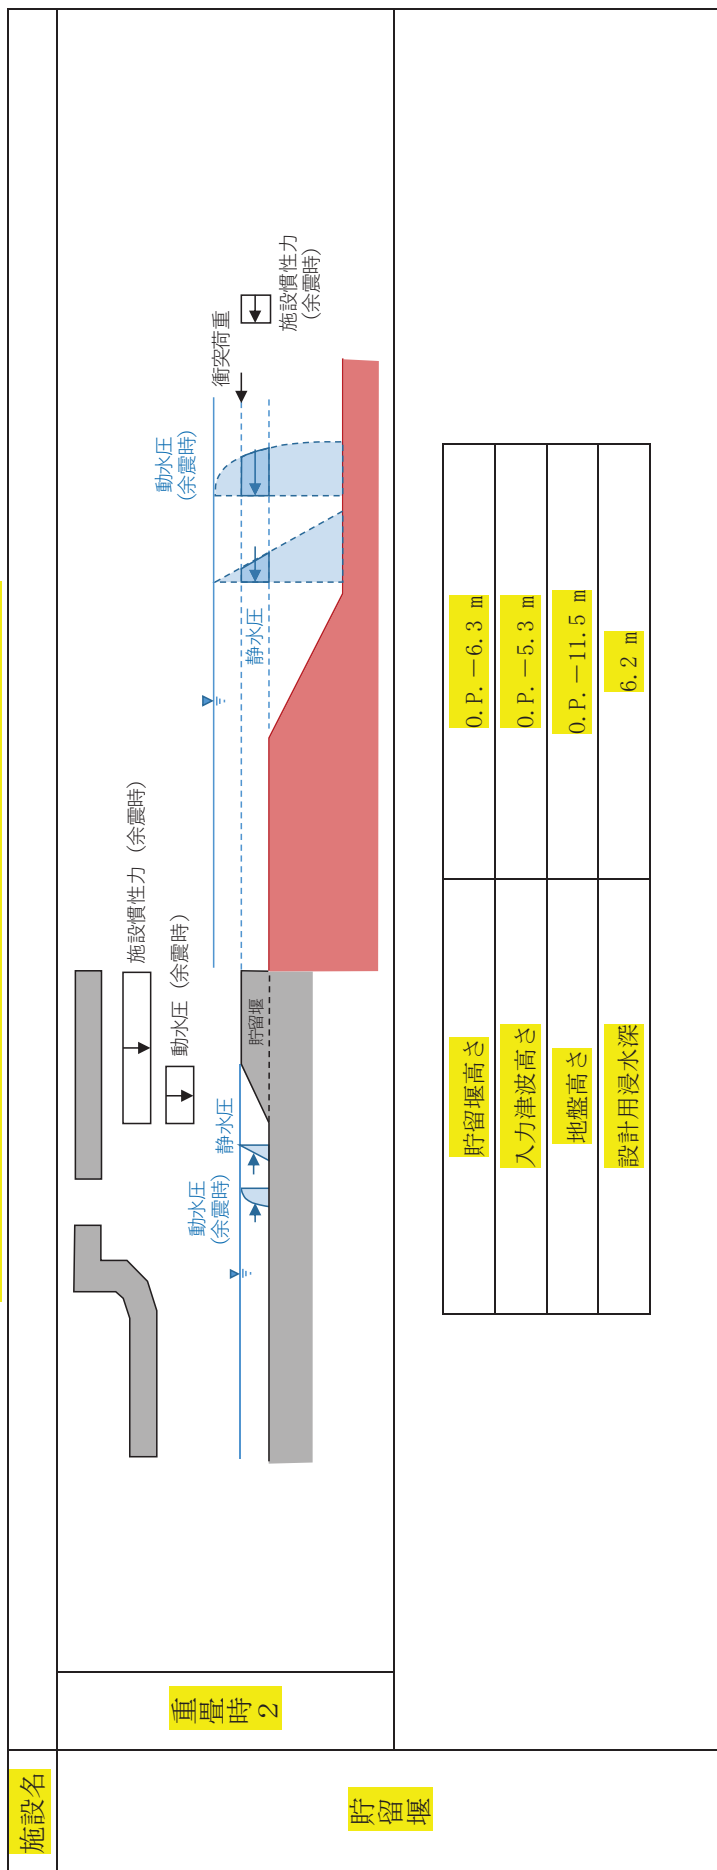 施設名
貯留堰
重畳時2
施設慣性力（余震時）
動水圧（余震時）
動水圧
(余震時)
静水圧
貯留堰
静水圧
動水圧
(余震時)
衝突荷重
施設慣性力
(余震時)
貯留堰高さ O.P.－6.3 m
入力津波高さ O.P.－5.3 m
地盤高さ O.P.－11.5 m
設計用浸水深 6.2 m